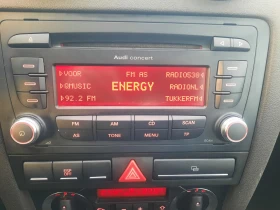 Audi concert
VOOR FM AS RADIO538
QMUSIC ENERGY RADIONL
92.2 FM TUKKERFM
FM AM CD SCAN
AS TONE MENU TP